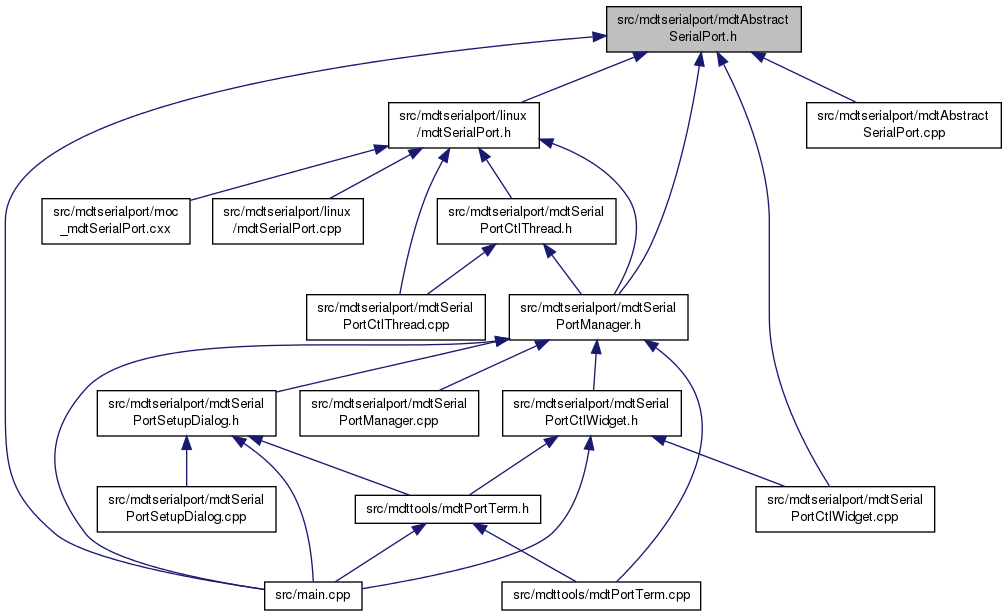 src/mdtserialport/mdtAbstract
SerialPort.h
src/mdtserialport/linux
/mdtSerialPort.h
src/mdtserialport/mdtAbstract
SerialPort.cpp
src/mdtserialport/moc
_mdtSerialPort.cxx
src/mdtserialport/linux
/mdtSerialPort.cpp
src/mdtserialport/mdtSerial
PortCtlThread.h
src/mdtserialport/mdtSerial
PortCtlThread.cpp
src/mdtserialport/mdtSerial
PortManager.h
src/mdtserialport/mdtSerial
PortSetupDialog.h
src/mdtserialport/mdtSerial
PortManager.cpp
src/mdtserialport/mdtSerial
PortCtlWidget.h
src/mdtserialport/mdtSerial
PortSetupDialog.cpp
src/mdttools/mdtPortTerm.h
src/mdtserialport/mdtSerial
PortCtlWidget.cpp
src/main.cpp
src/mdttools/mdtPortTerm.cpp